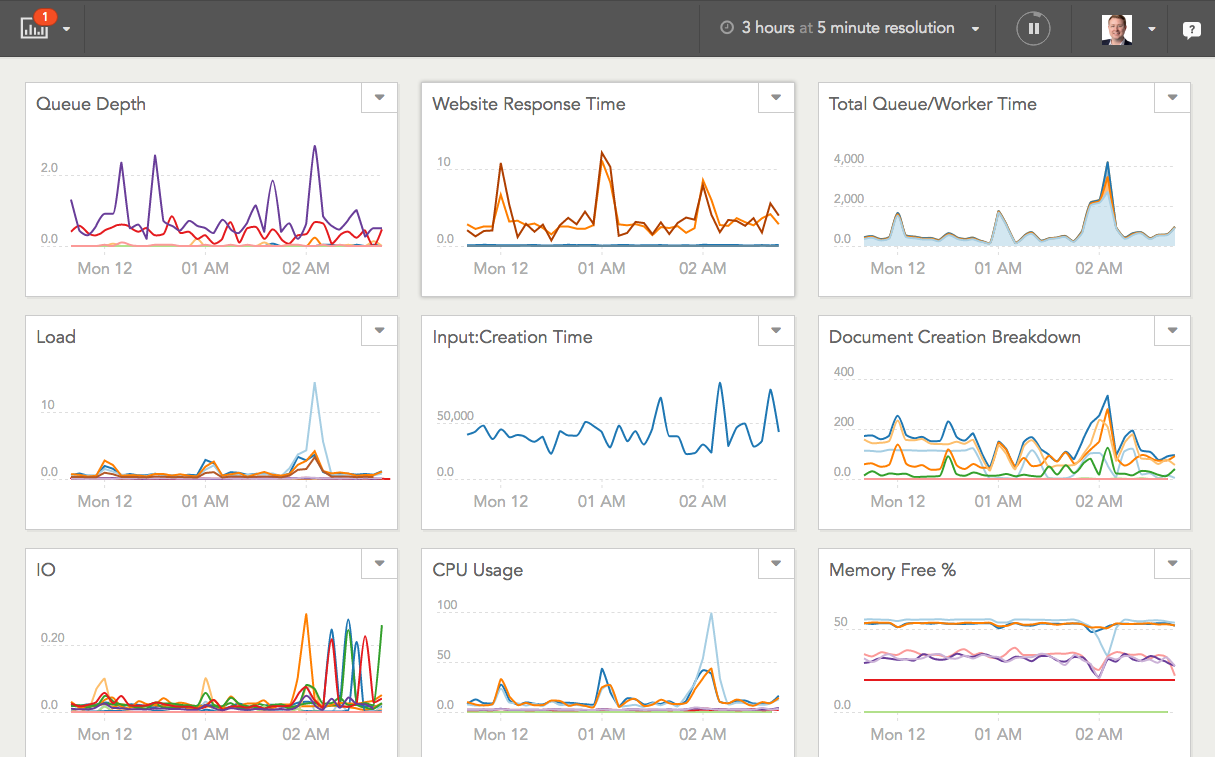 1
3 hours at 5 minute resolution
?
Queue Depth
2.0
0.0
Mon 12 01 AM 02 AM
Website Response Time
10
0.0
Mon 12 01 AM 02 AM
Total Queue/Worker Time
4,000
2,000
0.0
Mon 12 01 AM 02 AM
Load
10
0.0
Mon 12 01 AM 02 AM
Input:Creation Time
50,000
0.0
Mon 12 01 AM 02 AM
Document Creation Breakdown
400
200
0.0
Mon 12 01 AM 02 AM
IO
0.20
0.0
Mon 12 01 AM 02 AM
CPU Usage
100
50
0.0
Mon 12 01 AM 02 AM
Memory Free %
50
0.0
Mon 12 01 AM 02 AM